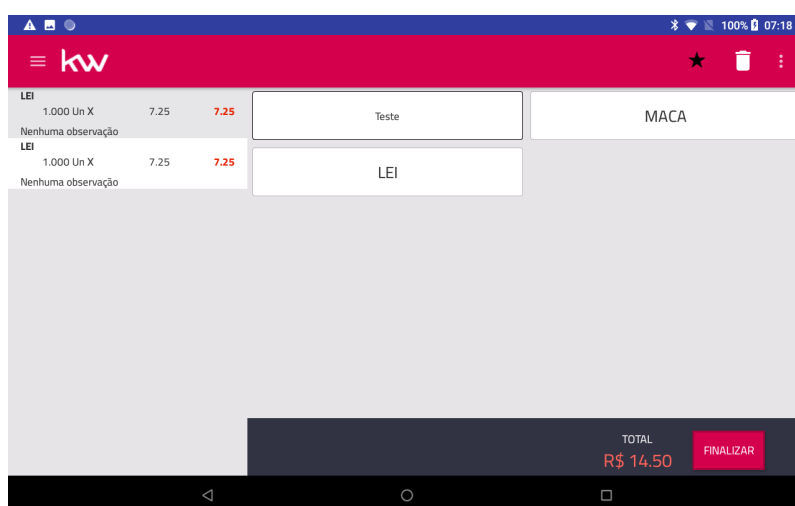 100% 07:18
kw
LEI
1.000 Un X 7.25 7.25
Nenhuma observação
LEI
1.000 Un X 7.25 7.25
Nenhuma observação
Teste
MACA
LEI
TOTAL
R$ 14.50
FINALIZAR